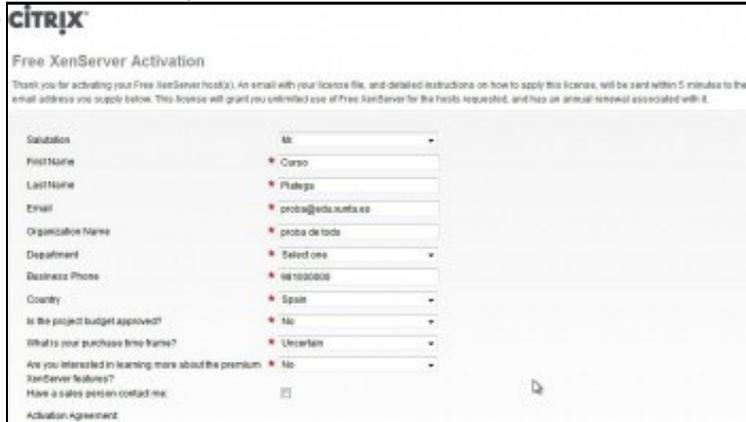 CİTRIX
Free XenServer Activation
Thank you for activating your Free XenServer host(s). An email with your license file, and detailed instructions on how to apply this license, will be sent within 5 minutes to the
email address you supply below. This license will grant you unlimited use of Free XenServer for the hosts requested, and has an annual renewal associated with it.
Salutation Mr.
First Name * Curso
Last Name * Platega
Email * proba@edu.xunta.es
Organization Name * proba de todo
Department * Select one
Business Phone * 981000000
Country * Spain
Is the project budget approved? * No
What is your purchase time frame? * Uncertain
Are you interested in learning more about the premium * No
XenServer features?
Have a sales person contact me:
Activation Agreement